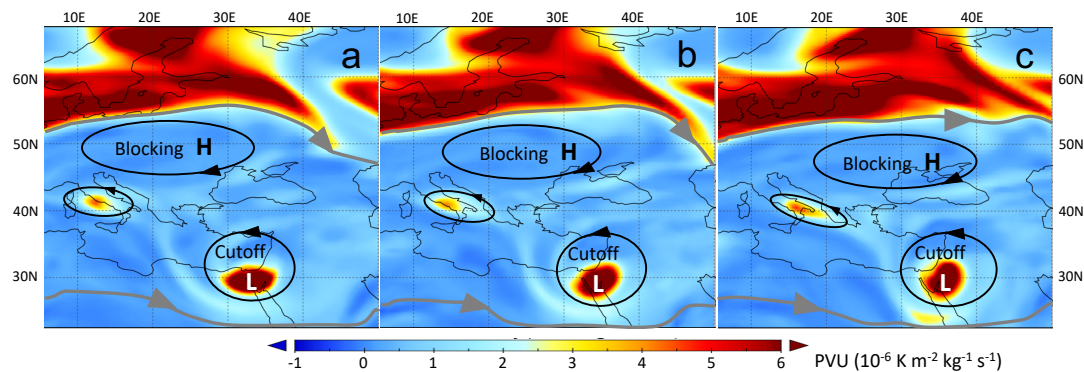 10E 20E 30E 40E 10E 20E 30E 40E 10E 20E 30E 40E
a b c
60N 60N
50N Blocking H Blocking H Blocking H 50N
40N 40N
Cutoff Cutoff Cutoff
30N L L L 30N
-1 0 1 2 3 4 5 6 PVU (10⁻⁶ K m⁻² kg⁻¹ s⁻¹)